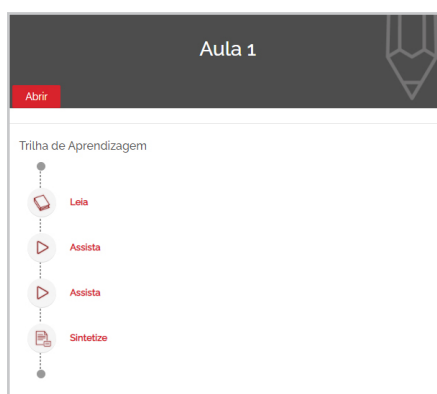 Aula 1
Abrir
Trilha de Aprendizagem
Leia
Assista
Assista
Sintetize